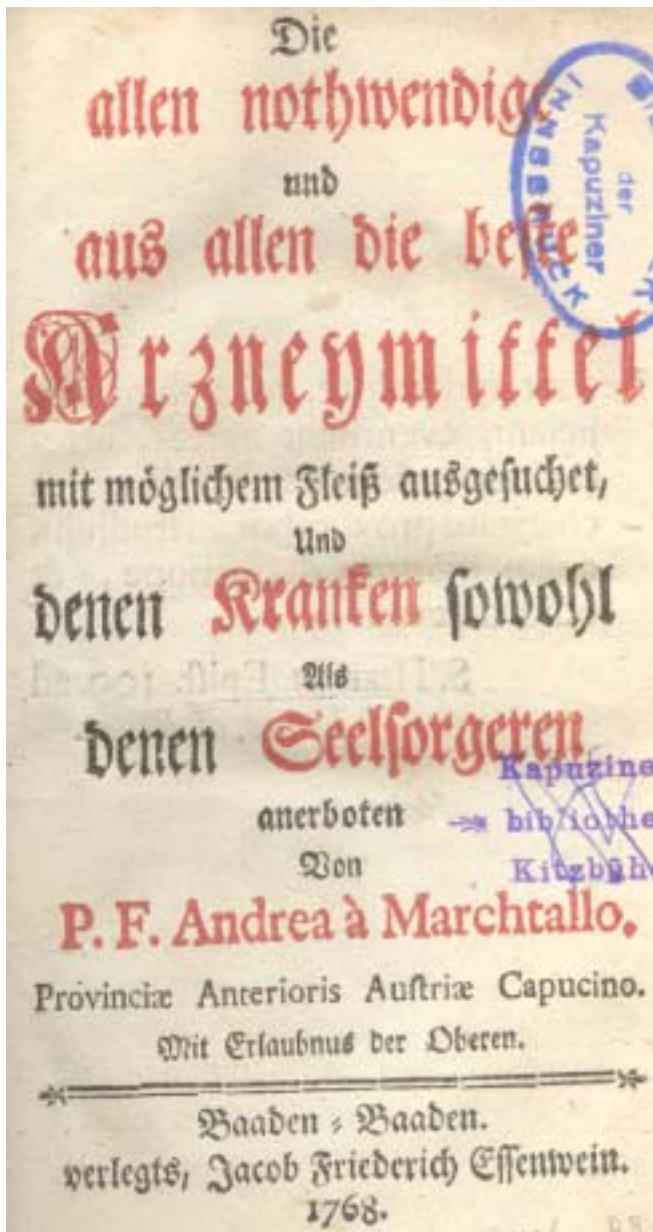 Die
allen nothwendige
und
aus allen die beste
Arzneymittel
mit möglichem Fleiß ausgesuchet,
Und
denen Kranken sowohl
Als
denen Seelsorgeren
anerboten
Von
P. F. Andrea à Marchtallo.
Provinciæ Anterioris Austriæ Capucino.
Mit Erlaubnus der Oberen.
Baaden = Baaden.
verlegts, Jacob Friederich Essenwein.
1768.
der
Kapuziner
INNSBRUCK
Kapuzine
bibliothe
Kitzbühe